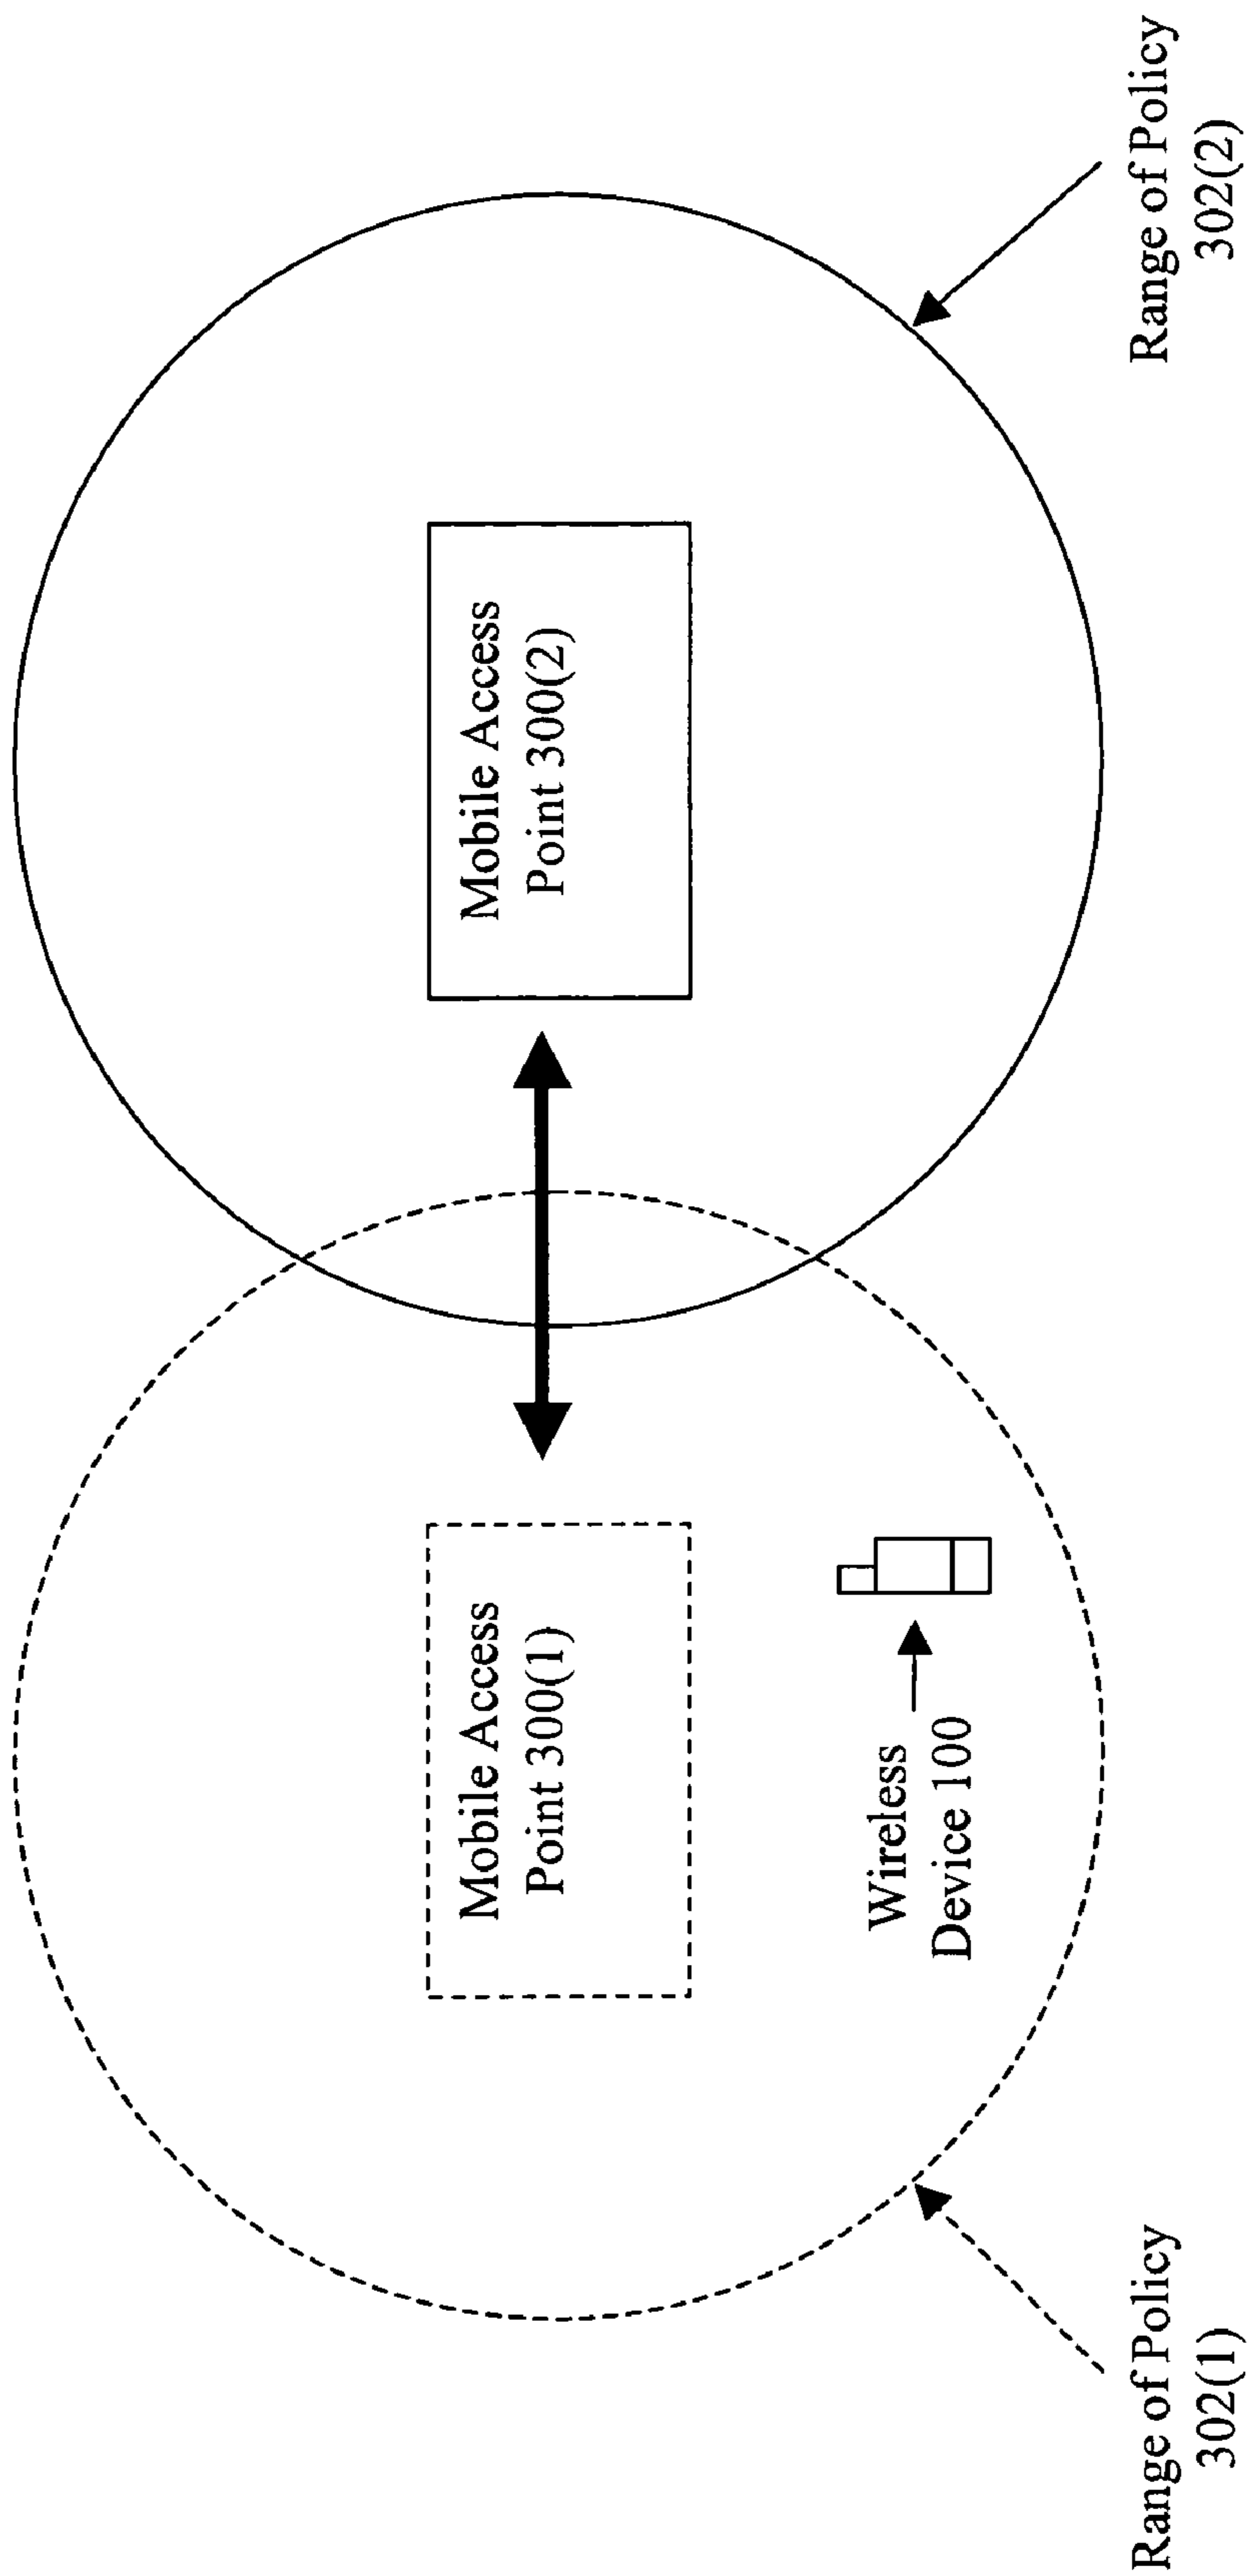 Mobile Access
Point 300(1)
Mobile Access
Point 300(2)
Wireless
Device 100
Range of Policy
302(1)
Range of Policy
302(2)